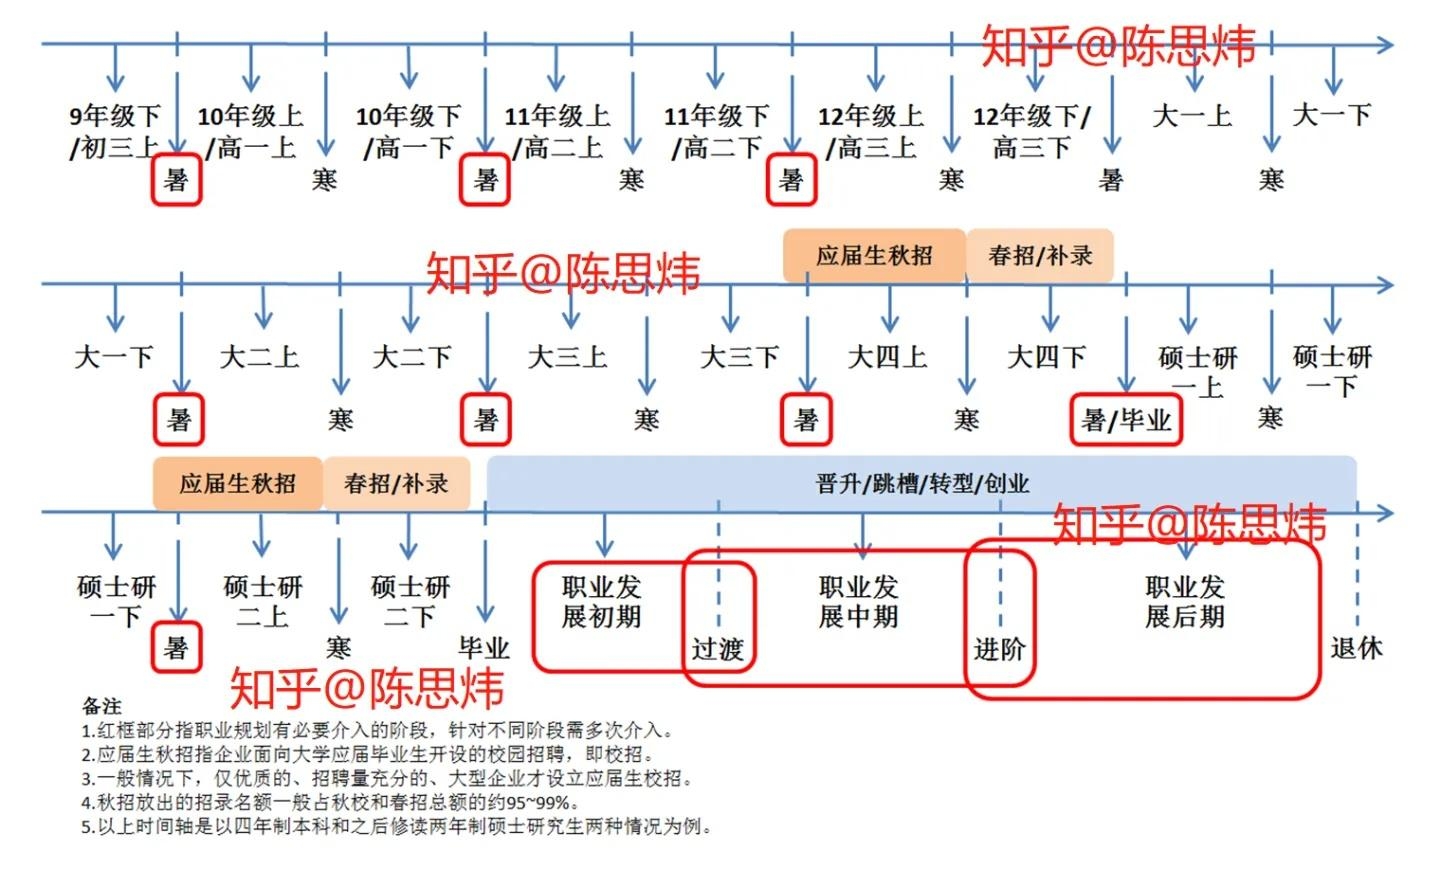 知乎@陈思炜
9年级下
/初三上
10年级上
/高一上
10年级下
/高一下
11年级上
/高二上
11年级下
/高二下
12年级上
/高三上
12年级下/
高三下
大一上
大一下
暑
寒
暑
寒
暑
寒
暑
寒
应届生秋招
春招/补录
知乎@陈思炜
大一下
大二上
大二下
大三上
大三下
大四上
大四下
硕士研
一上
硕士研
一下
暑
寒
暑
寒
暑
寒
暑/毕业
寒
应届生秋招
春招/补录
晋升/跳槽/转型/创业
知乎@陈思炜
硕士研
一下
硕士研
二上
硕士研
二下
职业发
展初期
职业发
展中期
职业发
展后期
暑
寒
毕业
过渡
进阶
退休
知乎@陈思炜
备注
1.红框部分指职业规划有必要介入的阶段，针对不同阶段需多次介入。
2.应届生秋招指企业面向大学应届毕业生开设的校园招聘，即校招。
3.一般情况下，仅优质的、招聘量充分的、大型企业才设立应届生校招。
4.秋招放出的招录名额一般占秋校和春招总额的约95~99%。
5.以上时间轴是以四年制本科和之后修读两年制硕士研究生两种情况为例。